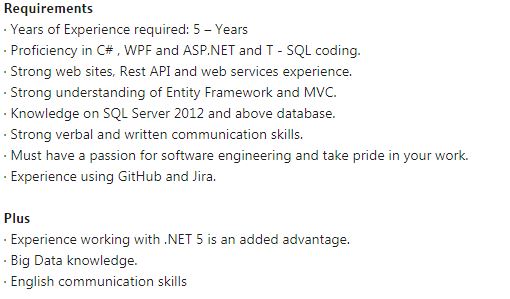 Requirements
· Years of Experience required: 5 – Years
· Proficiency in C# , WPF and ASP.NET and T - SQL coding.
· Strong web sites, Rest API and web services experience.
· Strong understanding of Entity Framework and MVC.
· Knowledge on SQL Server 2012 and above database.
· Strong verbal and written communication skills.
· Must have a passion for software engineering and take pride in your work.
· Experience using GitHub and Jira.
Plus
· Experience working with .NET 5 is an added advantage.
· Big Data knowledge.
· English communication skills